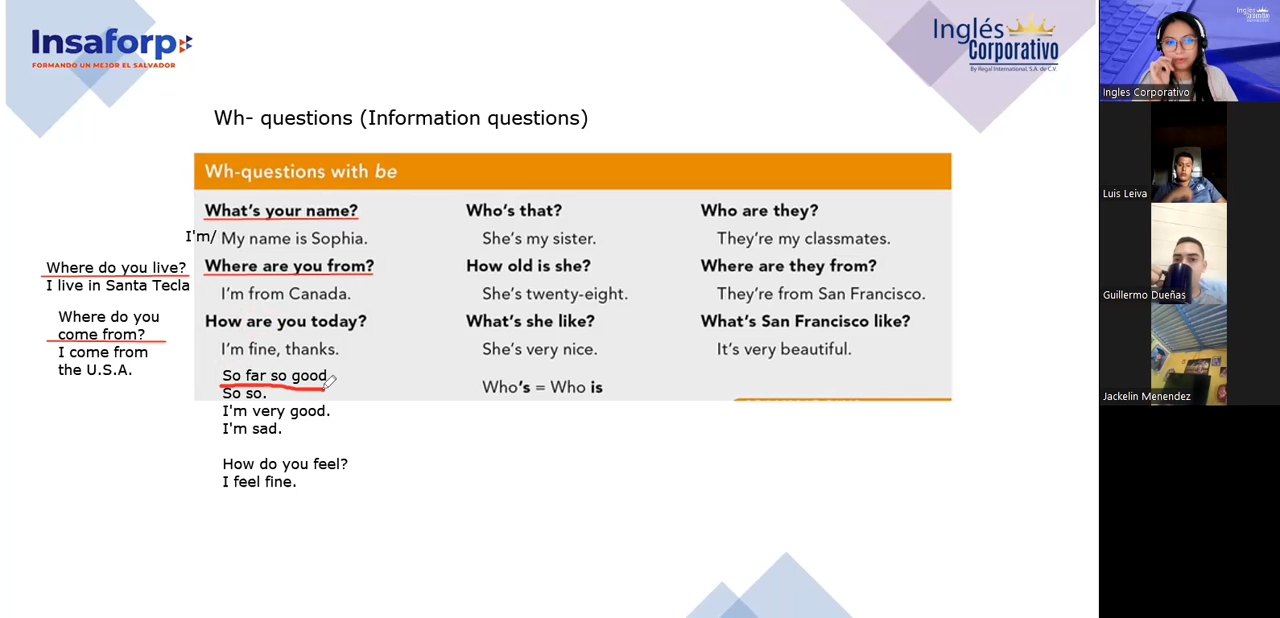 Insaforp
FORMANDO UN MEJOR EL SALVADOR
Inglés
Corporativo
By Regal International, S.A. de C.V.
Wh- questions (Information questions)
Wh-questions with be
What's your name?
I'm/ My name is Sophia.
Where are you from?
I'm from Canada.
How are you today?
I'm fine, thanks.
So far so good
So so.
I'm very good.
I'm sad.
How do you feel?
I feel fine.
Where do you live?
I live in Santa Tecla
Where do you
come from?
I come from
the U.S.A.
Who's that?
She's my sister.
How old is she?
She's twenty-eight.
What's she like?
She's very nice.
Who's = Who is
Who are they?
They're my classmates.
Where are they from?
They're from San Francisco.
What's San Francisco like?
It's very beautiful.
Ingles Corporativo
Luis Leiva
Guillermo Dueñas
Jackelin Menendez